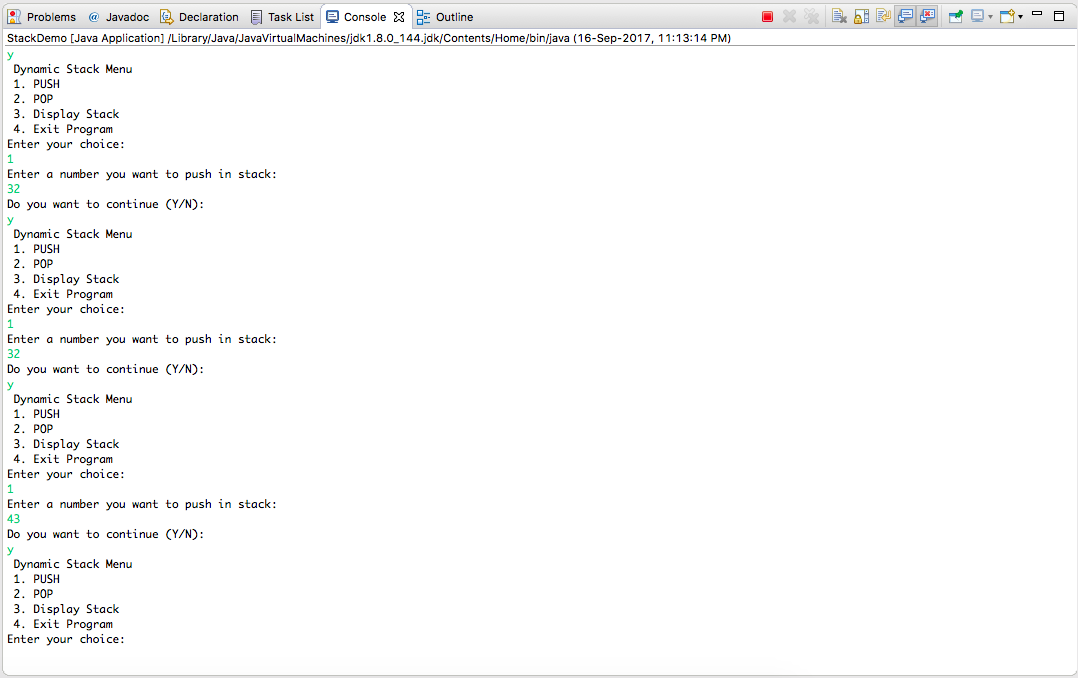 Problems @ Javadoc Declaration Task List Console Outline
StackDemo [Java Application] /Library/Java/JavaVirtualMachines/jdk1.8.0_144.jdk/Contents/Home/bin/java (16-Sep-2017, 11:13:14 PM)
y
Dynamic Stack Menu
1. PUSH
2. POP
3. Display Stack
4. Exit Program
Enter your choice:
1
Enter a number you want to push in stack:
32
Do you want to continue (Y/N):
y
Dynamic Stack Menu
1. PUSH
2. POP
3. Display Stack
4. Exit Program
Enter your choice:
1
Enter a number you want to push in stack:
32
Do you want to continue (Y/N):
y
Dynamic Stack Menu
1. PUSH
2. POP
3. Display Stack
4. Exit Program
Enter your choice:
1
Enter a number you want to push in stack:
43
Do you want to continue (Y/N):
y
Dynamic Stack Menu
1. PUSH
2. POP
3. Display Stack
4. Exit Program
Enter your choice: